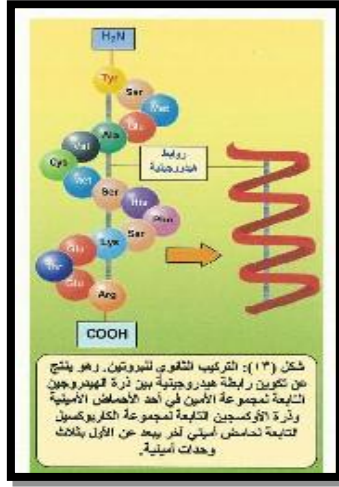 H₂N
Tyr
Ser
Met
Glu
Ala
Val
Cys
Met
Ser
His
Phe
Ser
Lys
Glu
Thr
Glu
Arg
COOH
روابط
هيدروجينية
شكل (١٣): التركيب الثانوي للبروتين. وهو ينتج
عن تكوين رابطة هيدروجينية بين ذرة الهيدروجين
التابعة لمجموعة الأمين في أحد الأحماض الأمينية
وذرة الأوكسجين التابعة لمجموعة الكاربوكسيل
التابعة لحامض أميني آخر يبعد عن الأول بثلاث
وحدات أمينية.